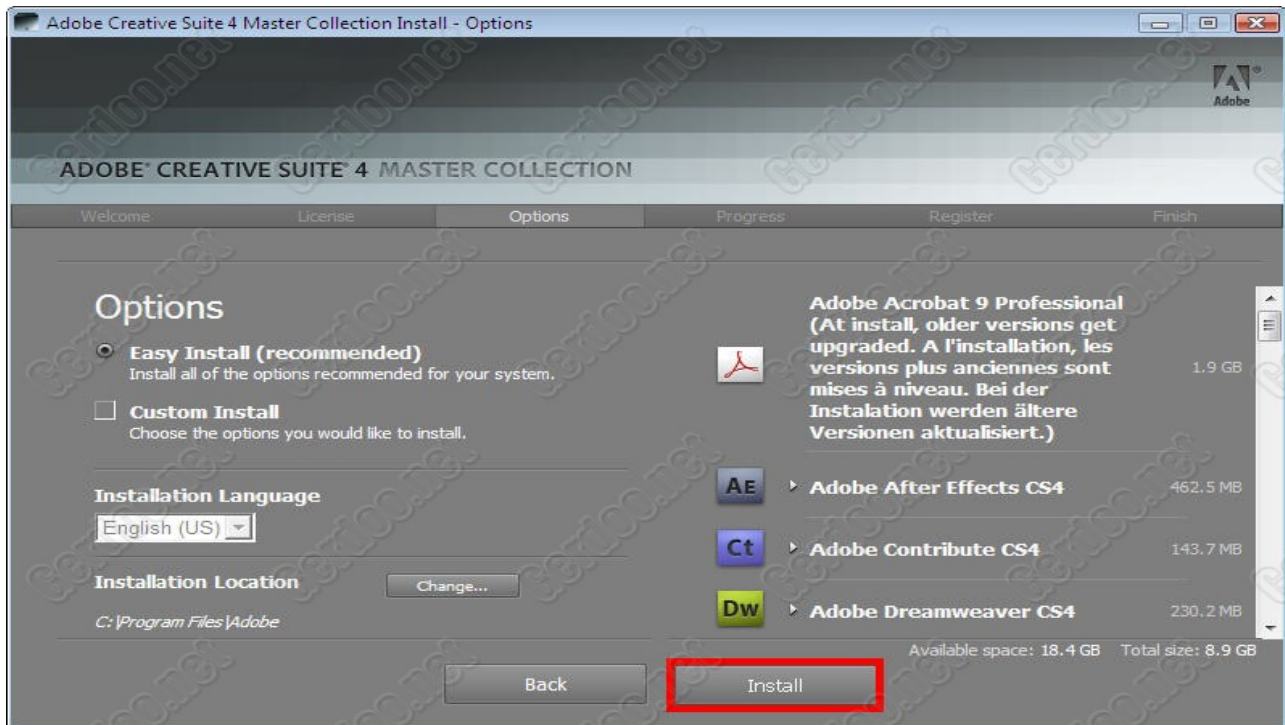 Adobe Creative Suite 4 Master Collection Install - Options
Adobe
ADOBE® CREATIVE SUITE® 4 MASTER COLLECTION
Welcome License Options Progress Register Finish
Options
Easy Install (recommended)
Install all of the options recommended for your system.
Custom Install
Choose the options you would like to install.
Installation Language
English (US)
Installation Location Change...
C:\Program Files\Adobe
Adobe Acrobat 9 Professional
(At install, older versions get
upgraded. A l'installation, les
versions plus anciennes sont
mises à niveau. Bei der
Instalation werden ältere
Versionen aktualisiert.)
1.9 GB
AE Adobe After Effects CS4 462.5 MB
Ct Adobe Contribute CS4 143.7 MB
Dw Adobe Dreamweaver CS4 230.2 MB
Available space: 18.4 GB Total size: 8.9 GB
Back Install